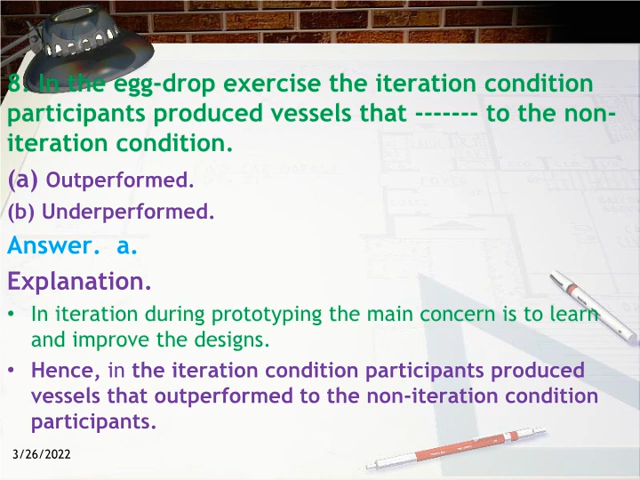 8. In the egg-drop exercise the iteration condition
participants produced vessels that ------- to the non-
iteration condition.
(a) Outperformed.
(b) Underperformed.
Answer. a.
Explanation.
• In iteration during prototyping the main concern is to learn
and improve the designs.
• Hence, in the iteration condition participants produced
vessels that outperformed to the non-iteration condition
participants.
3/26/2022